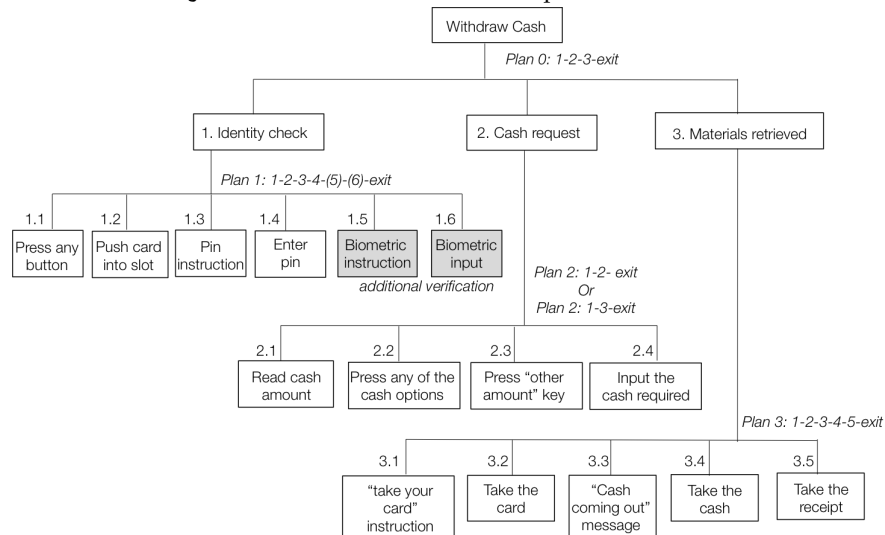 Withdraw Cash
Plan 0: 1-2-3-exit
1. Identity check
2. Cash request
3. Materials retrieved
Plan 1: 1-2-3-4-(5)-(6)-exit
1.1
1.2
1.3
1.4
1.5
1.6
Press any
button
Push card
into slot
Pin
instruction
Enter
pin
Biometric
instruction
Biometric
input
additional verification
Plan 2: 1-2- exit
Or
Plan 2: 1-3-exit
2.1
2.2
2.3
2.4
Read cash
amount
Press any of the
cash options
Press “other
amount” key
Input the
cash required
Plan 3: 1-2-3-4-5-exit
3.1
3.2
3.3
3.4
3.5
“take your
card”
instruction
Take the
card
“Cash
coming out”
message
Take the
cash
Take the
receipt